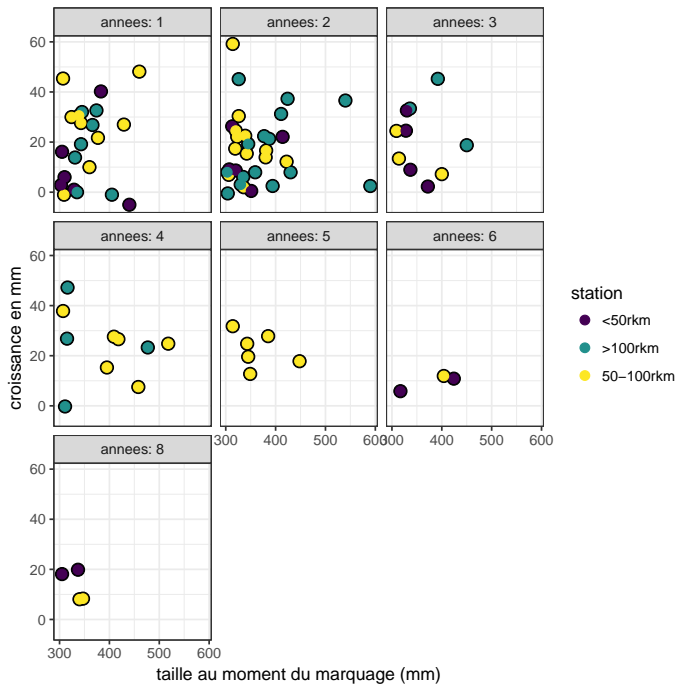 annees: 1
annees: 2
annees: 3
60
40
20
0
annees: 4
annees: 5
annees: 6
60
40
20
0
300 400 500 600
300 400 500 600
annees: 8
60
40
20
0
300 400 500 600
taille au moment du marquage (mm)
croissance en mm
station
<50rkm
>100rkm
50−100rkm